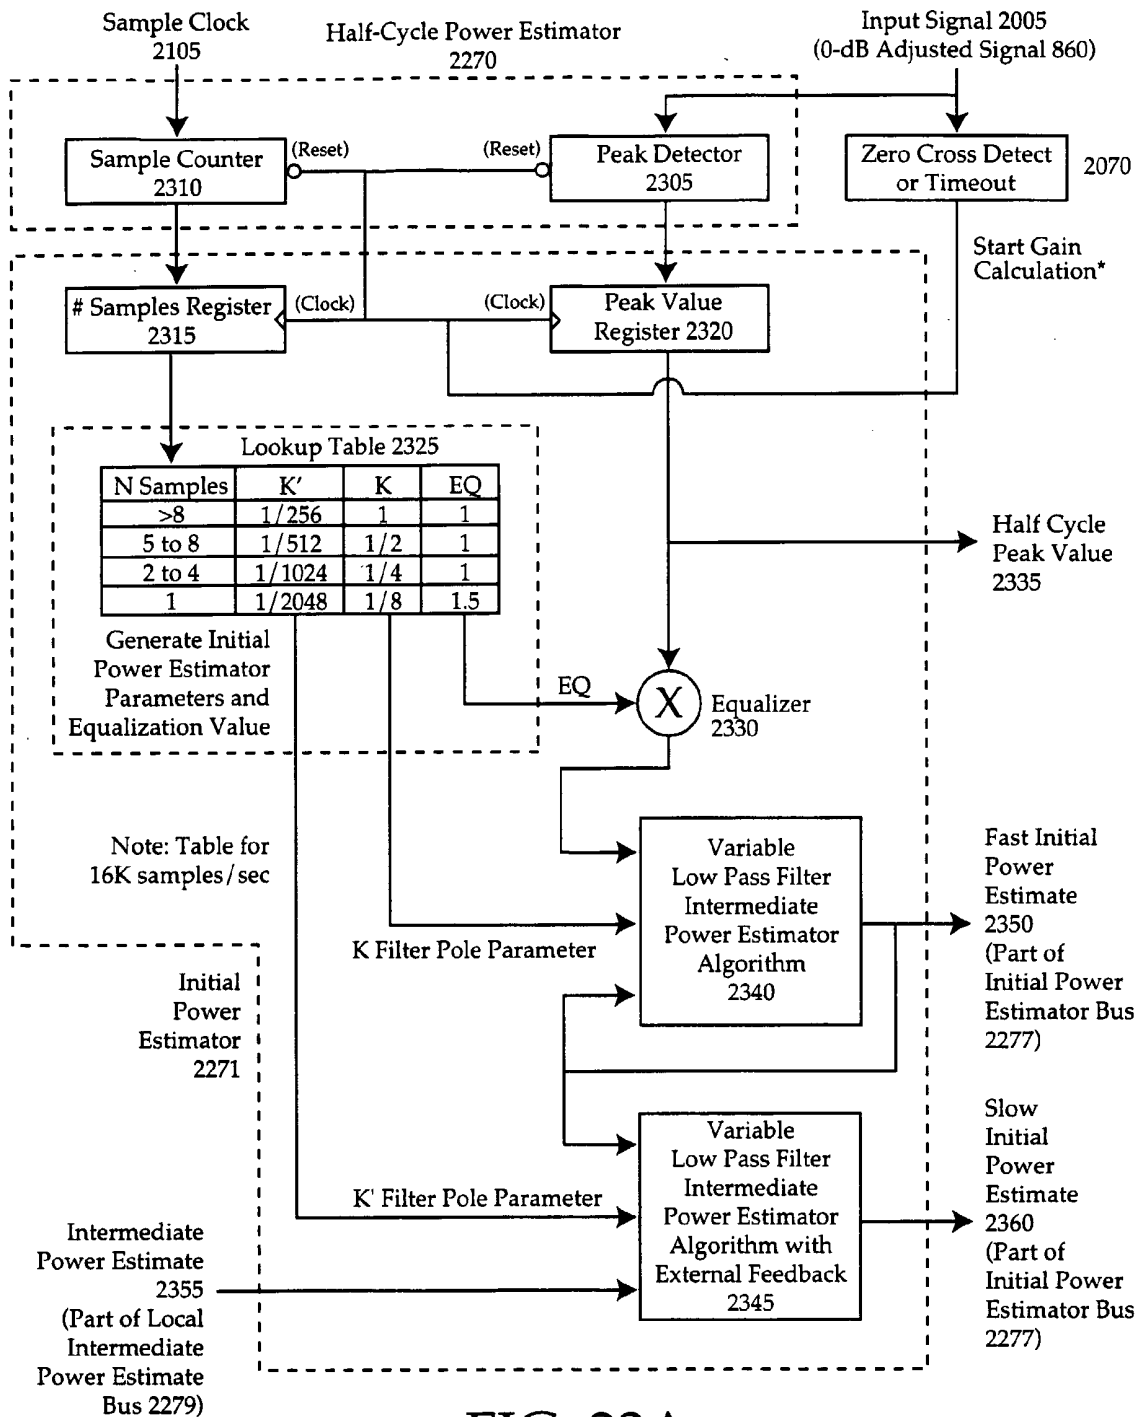 Sample Clock
2105
Half-Cycle Power Estimator
2270
Input Signal 2005
(0-dB Adjusted Signal 860)
Sample Counter
2310
(Reset)
(Reset)
Peak Detector
2305
Zero Cross Detect
or Timeout
2070
Start Gain
Calculation*
# Samples Register
2315
(Clock)
(Clock)
Peak Value
Register 2320
Lookup Table 2325
N Samples K' K EQ
>8 1/256 1 1
5 to 8 1/512 1/2 1
2 to 4 1/1024 1/4 1
1 1/2048 1/8 1.5
Generate Initial
Power Estimator
Parameters and
Equalization Value
Half Cycle
Peak Value
2335
EQ
X
Equalizer
2330
Note: Table for
16K samples/sec
Variable
Low Pass Filter
Intermediate
Power Estimator
Algorithm
2340
K Filter Pole Parameter
Fast Initial
Power
Estimate
2350
(Part of
Initial Power
Estimator Bus
2277)
Initial
Power
Estimator
2271
Variable
Low Pass Filter
Intermediate
Power Estimator
Algorithm with
External Feedback
2345
K' Filter Pole Parameter
Slow
Initial
Power
Estimate
2360
(Part of
Initial Power
Estimator Bus
2277)
Intermediate
Power Estimate
2355
(Part of Local
Intermediate
Power Estimate
Bus 2279)